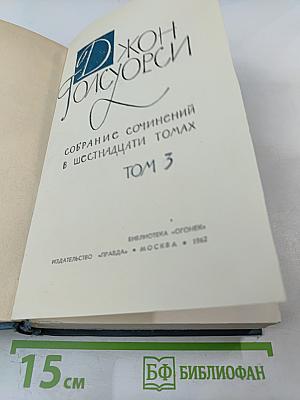 ДЖОН
ГОЛСУОРСИ
СОБРАНИЕ СОЧИНЕНИЙ
В ШЕСТНАДЦАТИ ТОМАХ
ТОМ 3
БИБЛИОТЕКА «ОГОНЕК»
ИЗДАТЕЛЬСТВО «ПРАВДА» • МОСКВА • 1962
15 см
БФ БИБЛИОФАН